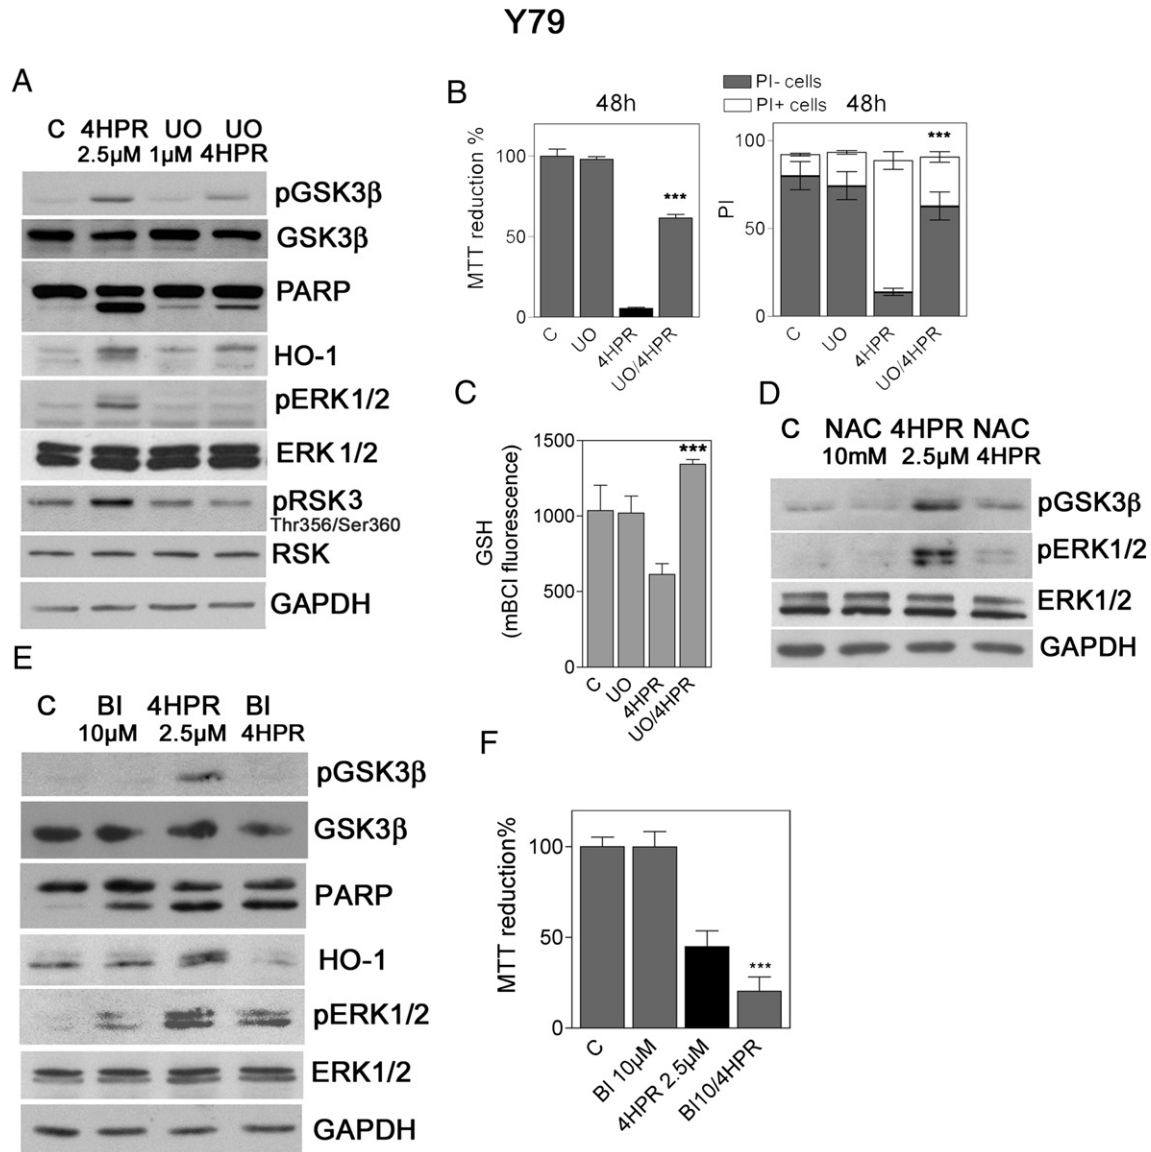 Y79
A
C 4HPR UO UO
2.5µM 1µM 4HPR
pGSK3β
GSK3β
PARP
HO-1
pERK1/2
ERK1/2
pRSK3
Thr356/Ser360
RSK
GAPDH
B
48h
MTT reduction %
100
50
0
C
UO
4HPR
UO/4HPR
***
PI- cells
PI+ cells
48h
PI
100
50
0
C
UO
4HPR
UO/4HPR
***
C
GSH
(mBCI fluorescence)
1500
1000
500
0
C
UO
4HPR
UO/4HPR
***
D
C NAC 4HPR NAC
10mM 2.5µM 4HPR
pGSK3β
pERK1/2
ERK1/2
GAPDH
E
C BI 4HPR BI
10µM 2.5µM 4HPR
pGSK3β
GSK3β
PARP
HO-1
pERK1/2
ERK1/2
GAPDH
F
MTT reduction%
100
50
0
C
BI 10µM
4HPR 2.5µM
BI10/4HPR
***